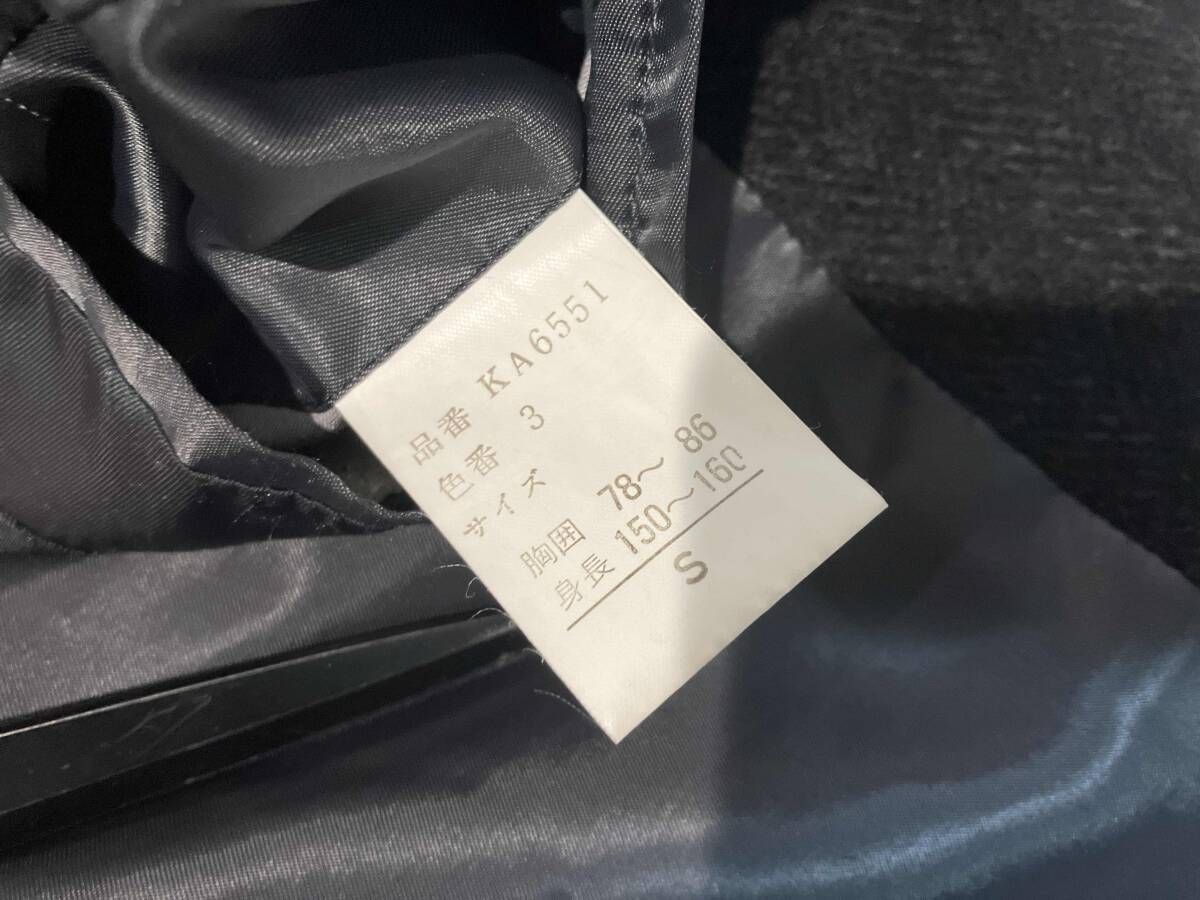 品番 KA6551
色番 3
サイズ
胸囲 78～ 86
身長 150～160
S